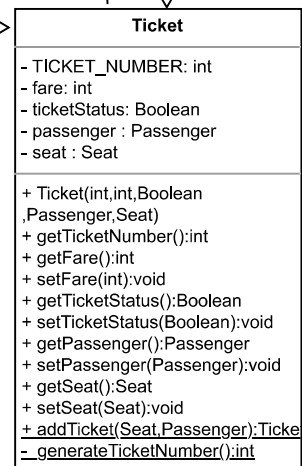 Ticket
- TICKET_NUMBER: int
- fare: int
- ticketStatus: Boolean
- passenger : Passenger
- seat : Seat
+ Ticket(int,int,Boolean
,Passenger,Seat)
+ getTicketNumber():int
+ getFare():int
+ setFare(int):void
+ getTicketStatus():Boolean
+ setTicketStatus(Boolean):void
+ getPassenger():Passenger
+ setPassenger(Passenger):void
+ getSeat():Seat
+ setSeat(Seat):void
+ addTicket(Seat,Passenger):Ticke
- generateTicketNumber():int